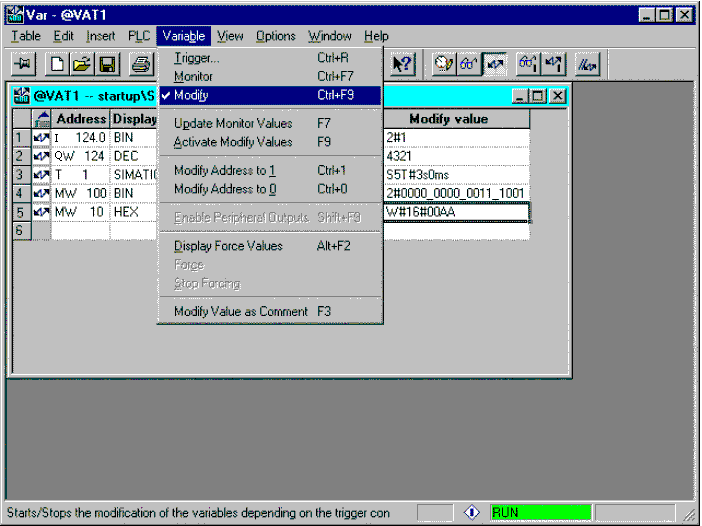 Var - @VAT1
Table Edit Insert PLC Variable View Options Window Help
Trigger... Ctrl+R
Monitor Ctrl+F7
Modify Ctrl+F9
Update Monitor Values F7
Activate Modify Values F9
Modify Address to 1 Ctrl+1
Modify Address to 0 Ctrl+0
Enable Peripheral Outputs Shift+F9
Display Force Values Alt+F2
Force
Stop Forcing
Modify Value as Comment F3
@VAT1 -- startup\S
Address Display Modify value
1 I 124.0 BIN 2#1
2 QW 124 DEC 4321
3 T 1 SIMATI S5T#3s0ms
4 MW 100 BIN 2#0000_0000_0011_1001
5 MW 10 HEX W#16#00AA
6
Starts/Stops the modification of the variables depending on the trigger con RUN